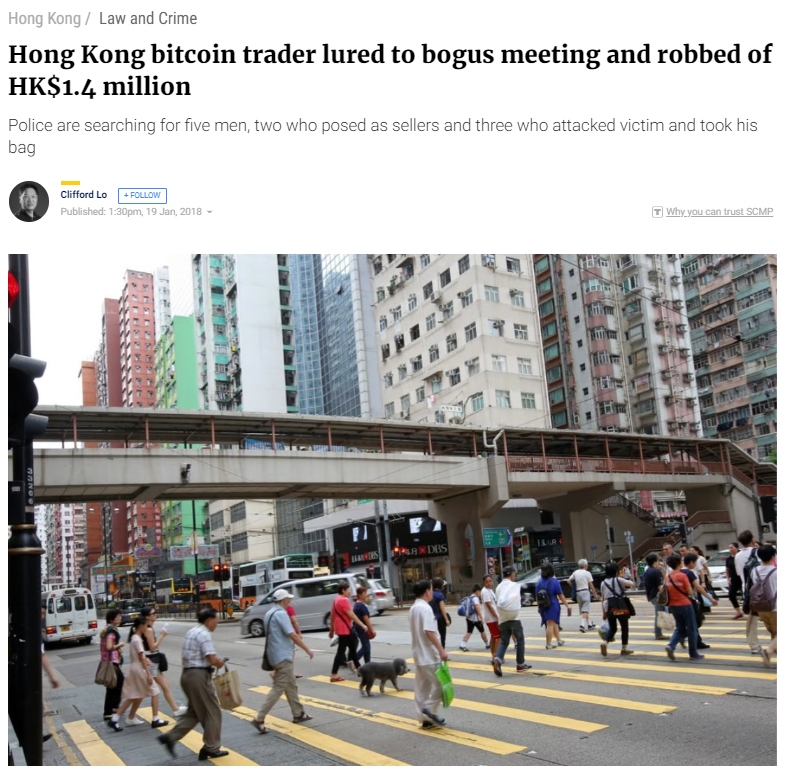 Hong Kong / Law and Crime
Hong Kong bitcoin trader lured to bogus meeting and robbed of
HK$1.4 million
Police are searching for five men, two who posed as sellers and three who attacked victim and took his
bag
Clifford Lo + FOLLOW
Published: 1:30pm, 19 Jan, 2018
T Why you can trust SCMP
DBS
DBS